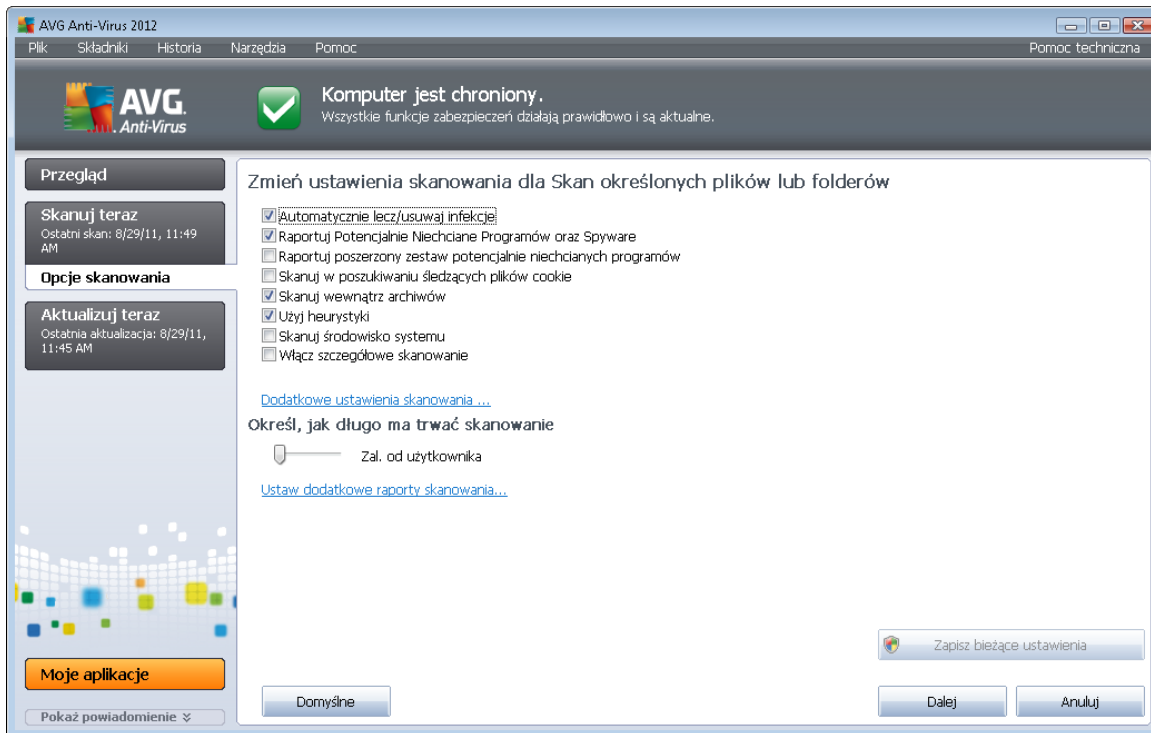 AVG Anti-Virus 2012
Plik Składniki Historia Narzędzia Pomoc Pomoc techniczna
AVG.
Anti-Virus
Komputer jest chroniony.
Wszystkie funkcje zabezpieczeń działają prawidłowo i są aktualne.
Przegląd
Skanuj teraz
Ostatni skan: 8/29/11, 11:49
AM
Opcje skanowania
Aktualizuj teraz
Ostatnia aktualizacja: 8/29/11,
11:45 AM
Moje aplikacje
Pokaż powiadomienie
Zmień ustawienia skanowania dla Skan określonych plików lub folderów
Automatycznie lecz/usuwaj infekcje
Raportuj Potencjalnie Niechciane Programów oraz Spyware
Raportuj poszerzony zestaw potencjalnie niechcianych programów
Skanuj w poszukiwaniu śledzących plików cookie
Skanuj wewnątrz archiwów
Użyj heurystyki
Skanuj środowisko systemu
Włącz szczegółowe skanowanie
Dodatkowe ustawienia skanowania ...
Określ, jak długo ma trwać skanowanie
Zal. od użytkownika
Ustaw dodatkowe raporty skanowania...
Zapisz bieżące ustawienia
Domyślne Dalej Anuluj